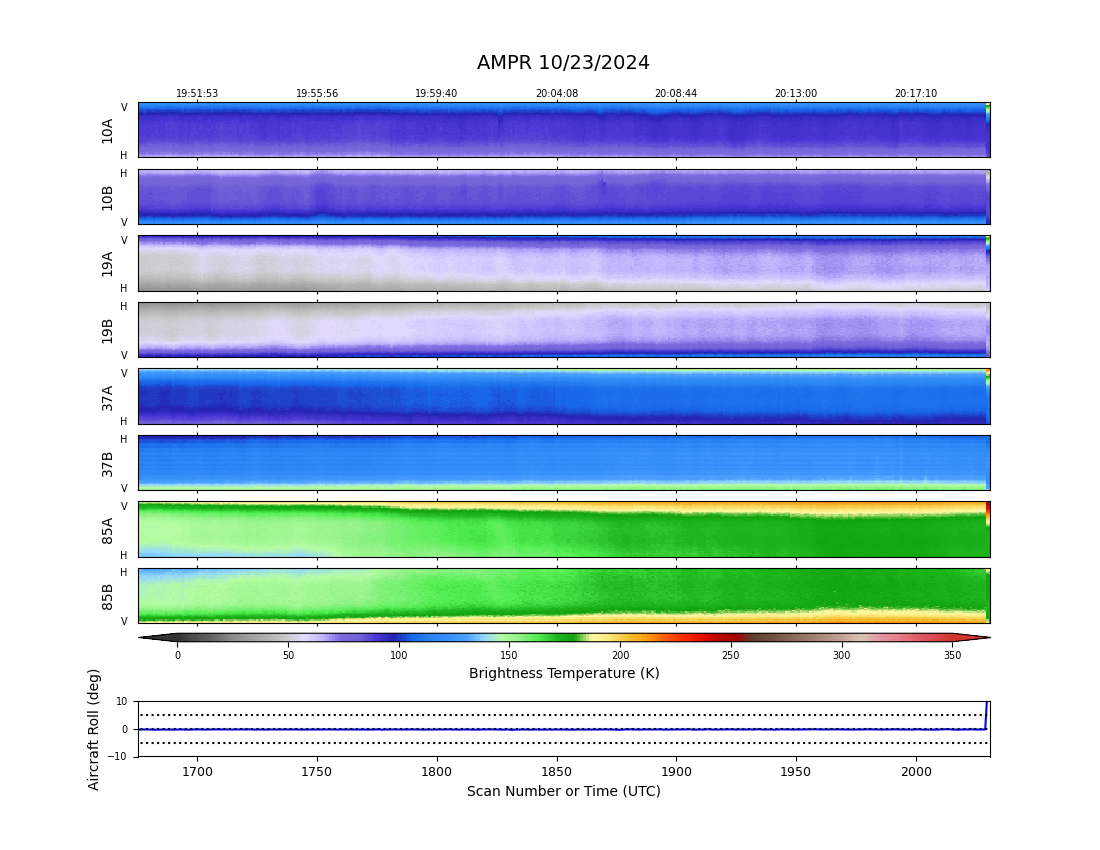 AMPR 10/23/2024
19:51:53 19:55:56 19:59:40 20:04:08 20:08:44 20:13:00 20:17:10
V
10A
H
H
10B
V
V
19A
H
H
19B
V
V
37A
H
H
37B
V
V
85A
H
H
85B
V
0 50 100 150 200 250 300 350
Brightness Temperature (K)
Aircraft Roll (deg)
10
0
−10
1700 1750 1800 1850 1900 1950 2000
Scan Number or Time (UTC)